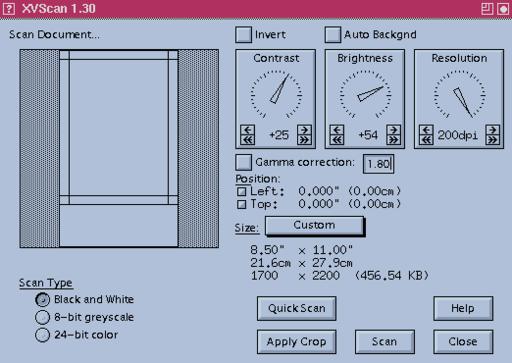 XVScan 1.30
Scan Document...
Invert
Auto Backgnd
Contrast
Brightness
Resolution
+25
+54
200dpi
Gamma correction: 1.80
Position:
Left: 0.000" (0.00cm)
Top: 0.000" (0.00cm)
Size: Custom
8.50" x 11.00"
21.6cm x 27.9cm
1700 x 2200 (456.54 KB)
Scan Type
Black and White
8-bit greyscale
24-bit color
Quick Scan
Help
Apply Crop
Scan
Close